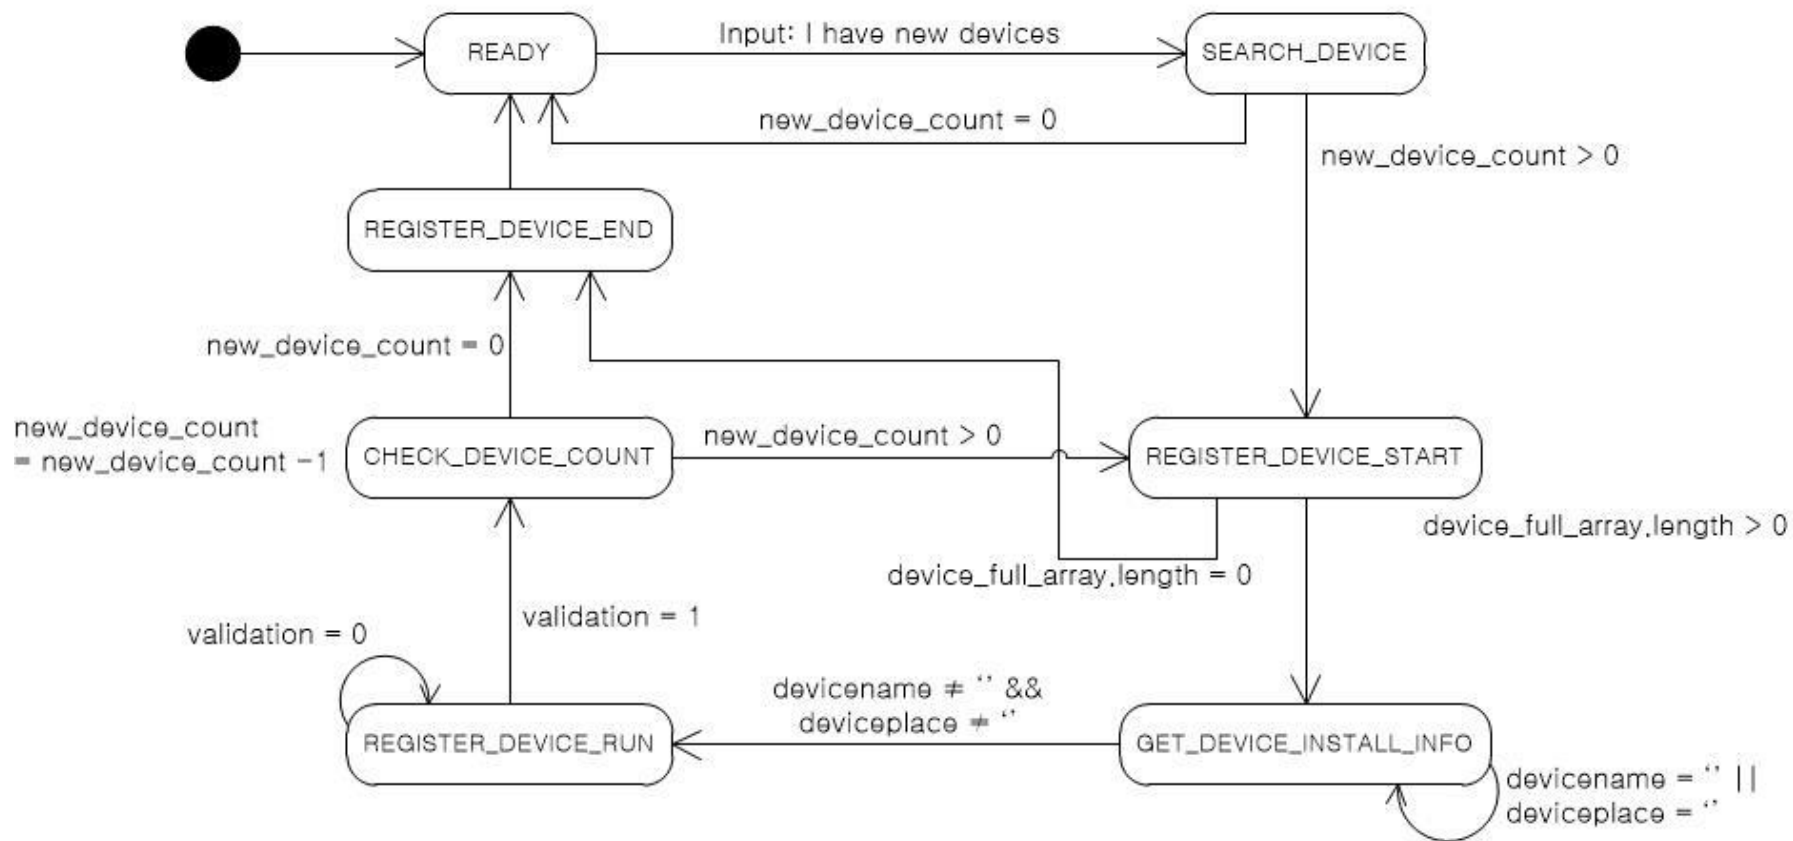 READY
Input: I have new devices
SEARCH_DEVICE
new_device_count = 0
new_device_count > 0
REGISTER_DEVICE_END
new_device_count = 0
new_device_count
= new_device_count -1
CHECK_DEVICE_COUNT
new_device_count > 0
REGISTER_DEVICE_START
device_full_array.length > 0
device_full_array.length = 0
validation = 0
validation = 1
devicename ≠ ‘’ &&
deviceplace ≠ ‘’
REGISTER_DEVICE_RUN
GET_DEVICE_INSTALL_INFO
devicename = ‘’ ||
deviceplace = ‘’